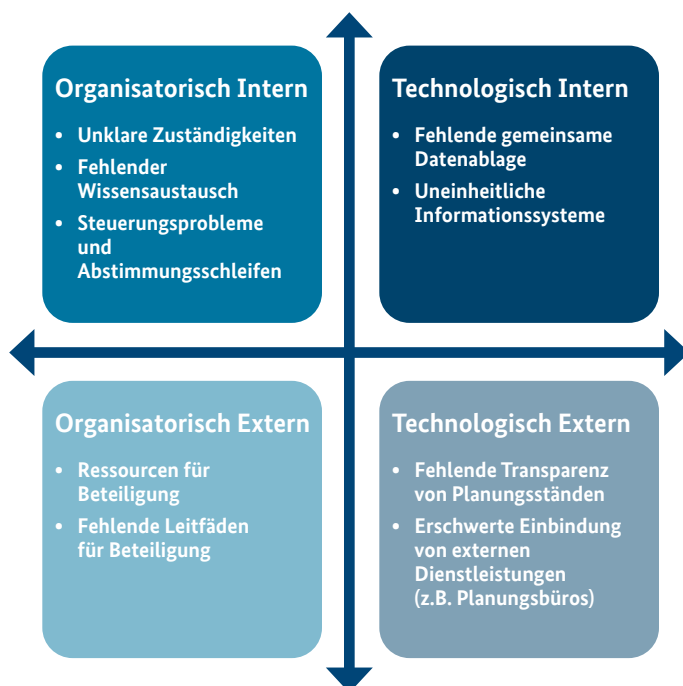 Organisatorisch Intern
• Unklare Zuständigkeiten
• Fehlender
Wissensaustausch
• Steuerungsprobleme
und
Abstimmungsschleifen
Technologisch Intern
• Fehlende gemeinsame
Datenablage
• Uneinheitliche
Informationssysteme
Organisatorisch Extern
• Ressourcen für
Beteiligung
• Fehlende Leitfäden
für Beteiligung
Technologisch Extern
• Fehlende Transparenz
von Planungsständen
• Erschwerte Einbindung
von externen
Dienstleistungen
(z.B. Planungsbüros)